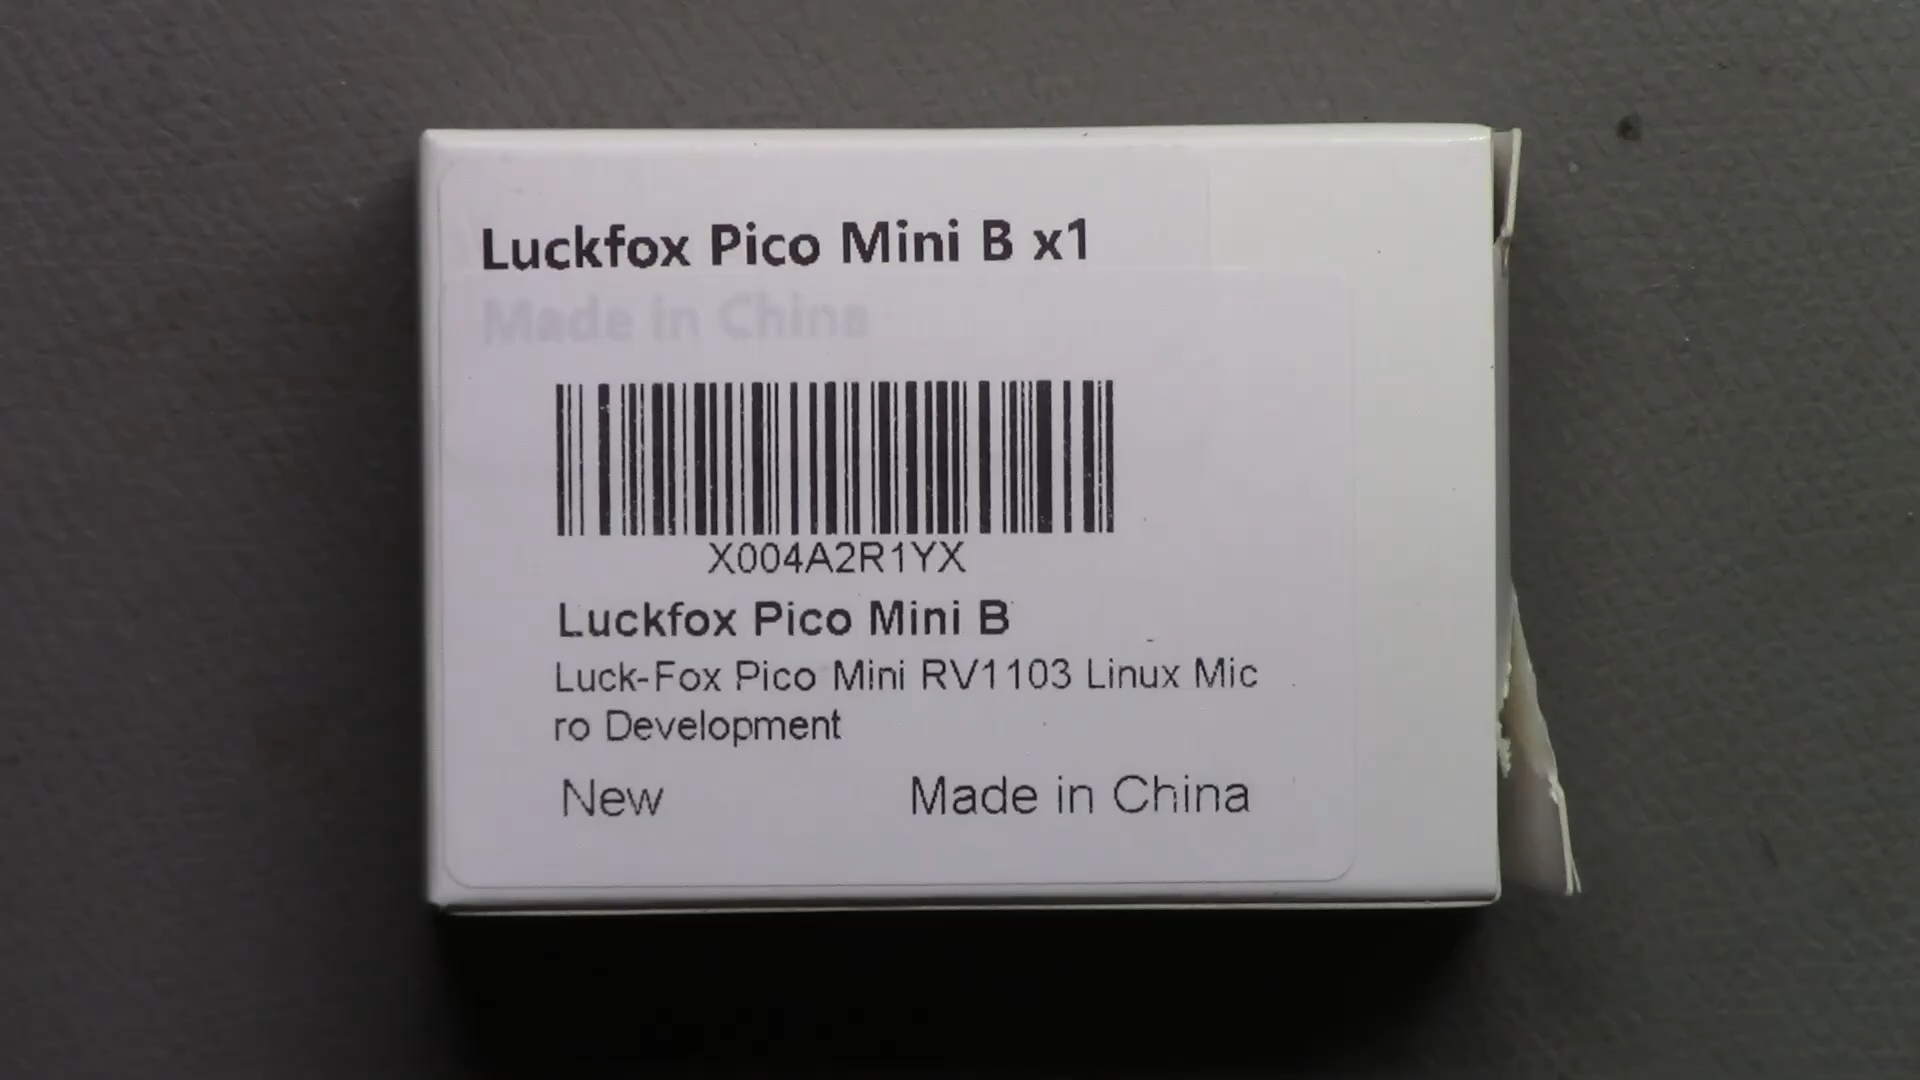 Luckfox Pico Mini B x1
Made in China
X004A2R1YX
Luckfox Pico Mini B
Luck-Fox Pico Mini RV1103 Linux Mic
ro Development
New Made in China